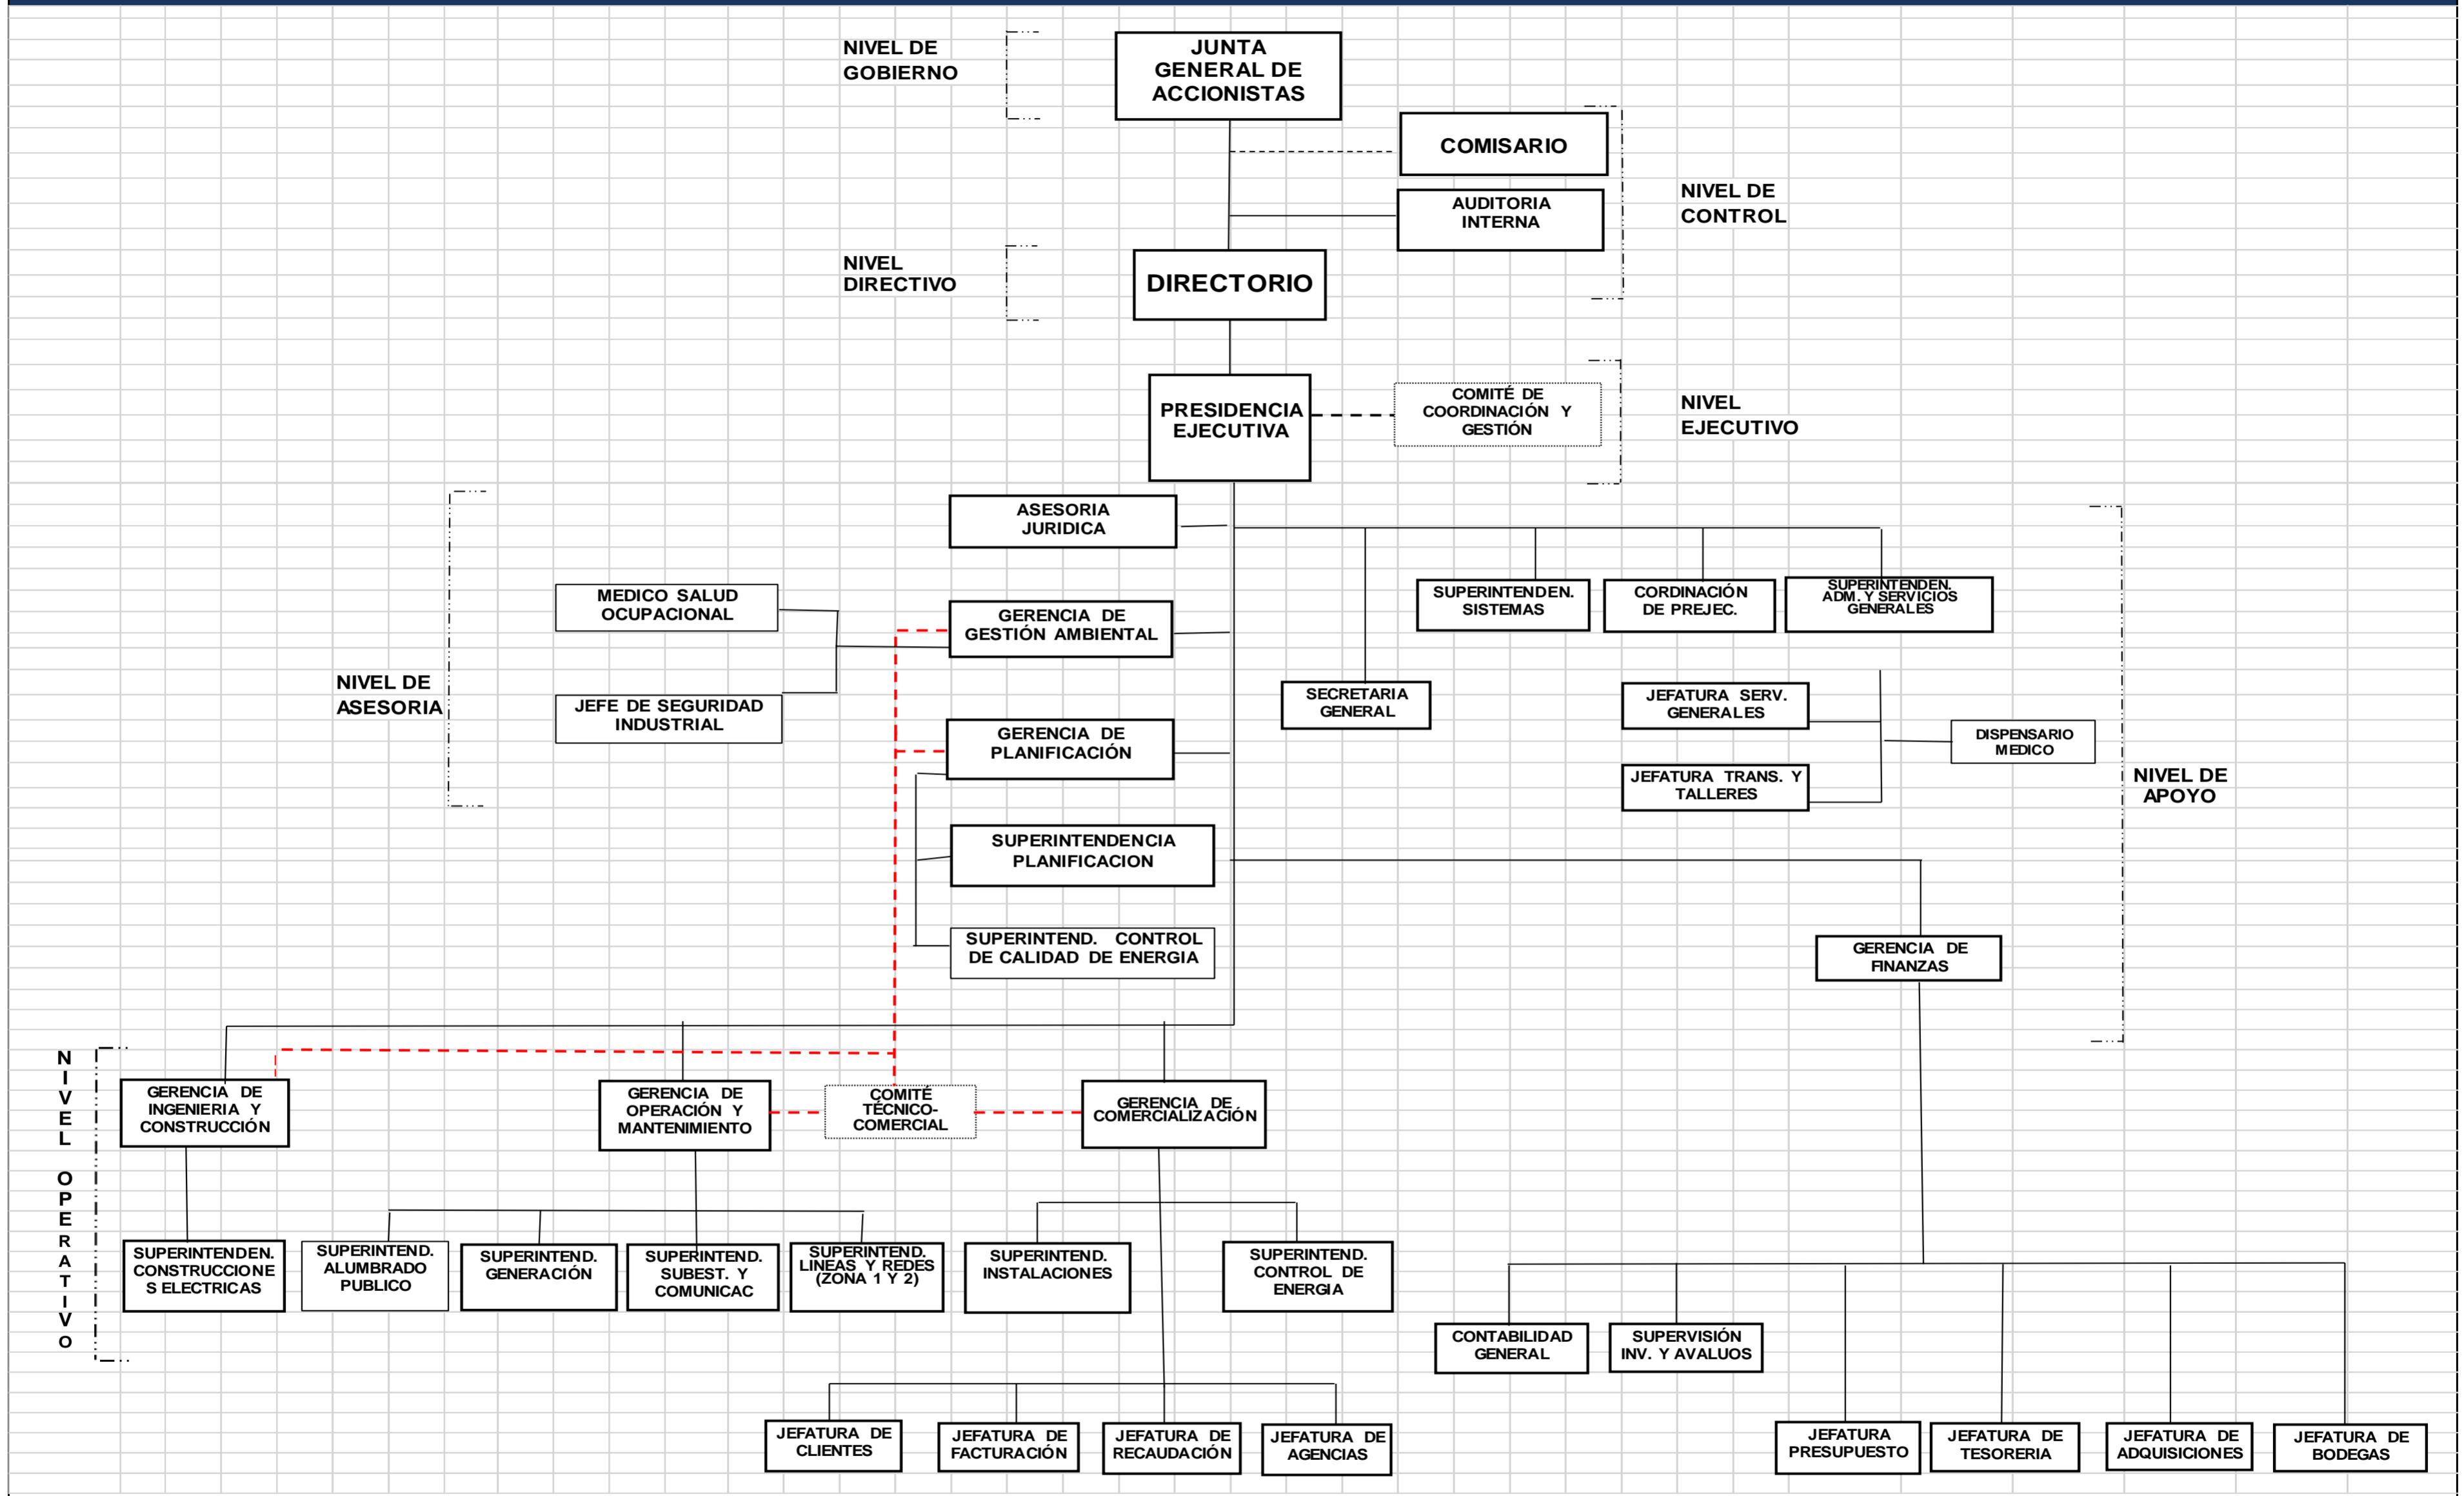 NIVEL DE
GOBIERNO
JUNTA
GENERAL DE
ACCIONISTAS
COMISARIO
AUDITORIA
INTERNA
NIVEL DE
CONTROL
NIVEL
DIRECTIVO
DIRECTORIO
PRESIDENCIA
EJECUTIVA
COMITÉ DE
COORDINACIÓN Y
GESTIÓN
NIVEL
EJECUTIVO
ASESORIA
JURIDICA
MEDICO SALUD
OCUPACIONAL
GERENCIA DE
GESTIÓN AMBIENTAL
SUPERINTENDEN.
SISTEMAS
CORDINACIÓN
DE PREJEC.
SUPERINTENDEN.
ADM. Y SERVICIOS
GENERALES
NIVEL DE
ASESORIA
JEFE DE SEGURIDAD
INDUSTRIAL
SECRETARIA
GENERAL
JEFATURA SERV.
GENERALES
GERENCIA DE
PLANIFICACIÓN
DISPENSARIO
MEDICO
JEFATURA TRANS. Y
TALLERES
NIVEL DE
APOYO
SUPERINTENDENCIA
PLANIFICACION
SUPERINTEND. CONTROL
DE CALIDAD DE ENERGIA
GERENCIA DE
FINANZAS
NIVEL OPERATIVO
GERENCIA DE
INGENIERIA Y
CONSTRUCCIÓN
GERENCIA DE
OPERACIÓN Y
MANTENIMIENTO
COMITÉ
TÉCNICO-
COMERCIAL
GERENCIA DE
COMERCIALIZACIÓN
SUPERINTENDEN.
CONSTRUCCIONE
S ELECTRICAS
SUPERINTEND.
ALUMBRADO
PUBLICO
SUPERINTEND.
GENERACIÓN
SUPERINTEND.
SUBEST. Y
COMUNICAC
SUPERINTEND.
LINEAS Y REDES
(ZONA 1 Y 2)
SUPERINTEND.
INSTALACIONES
SUPERINTEND.
CONTROL DE
ENERGIA
CONTABILIDAD
GENERAL
SUPERVISIÓN
INV. Y AVALUOS
JEFATURA DE
CLIENTES
JEFATURA DE
FACTURACIÓN
JEFATURA DE
RECAUDACIÓN
JEFATURA DE
AGENCIAS
JEFATURA
PRESUPUESTO
JEFATURA DE
TESORERIA
JEFATURA DE
ADQUISICIONES
JEFATURA DE
BODEGAS